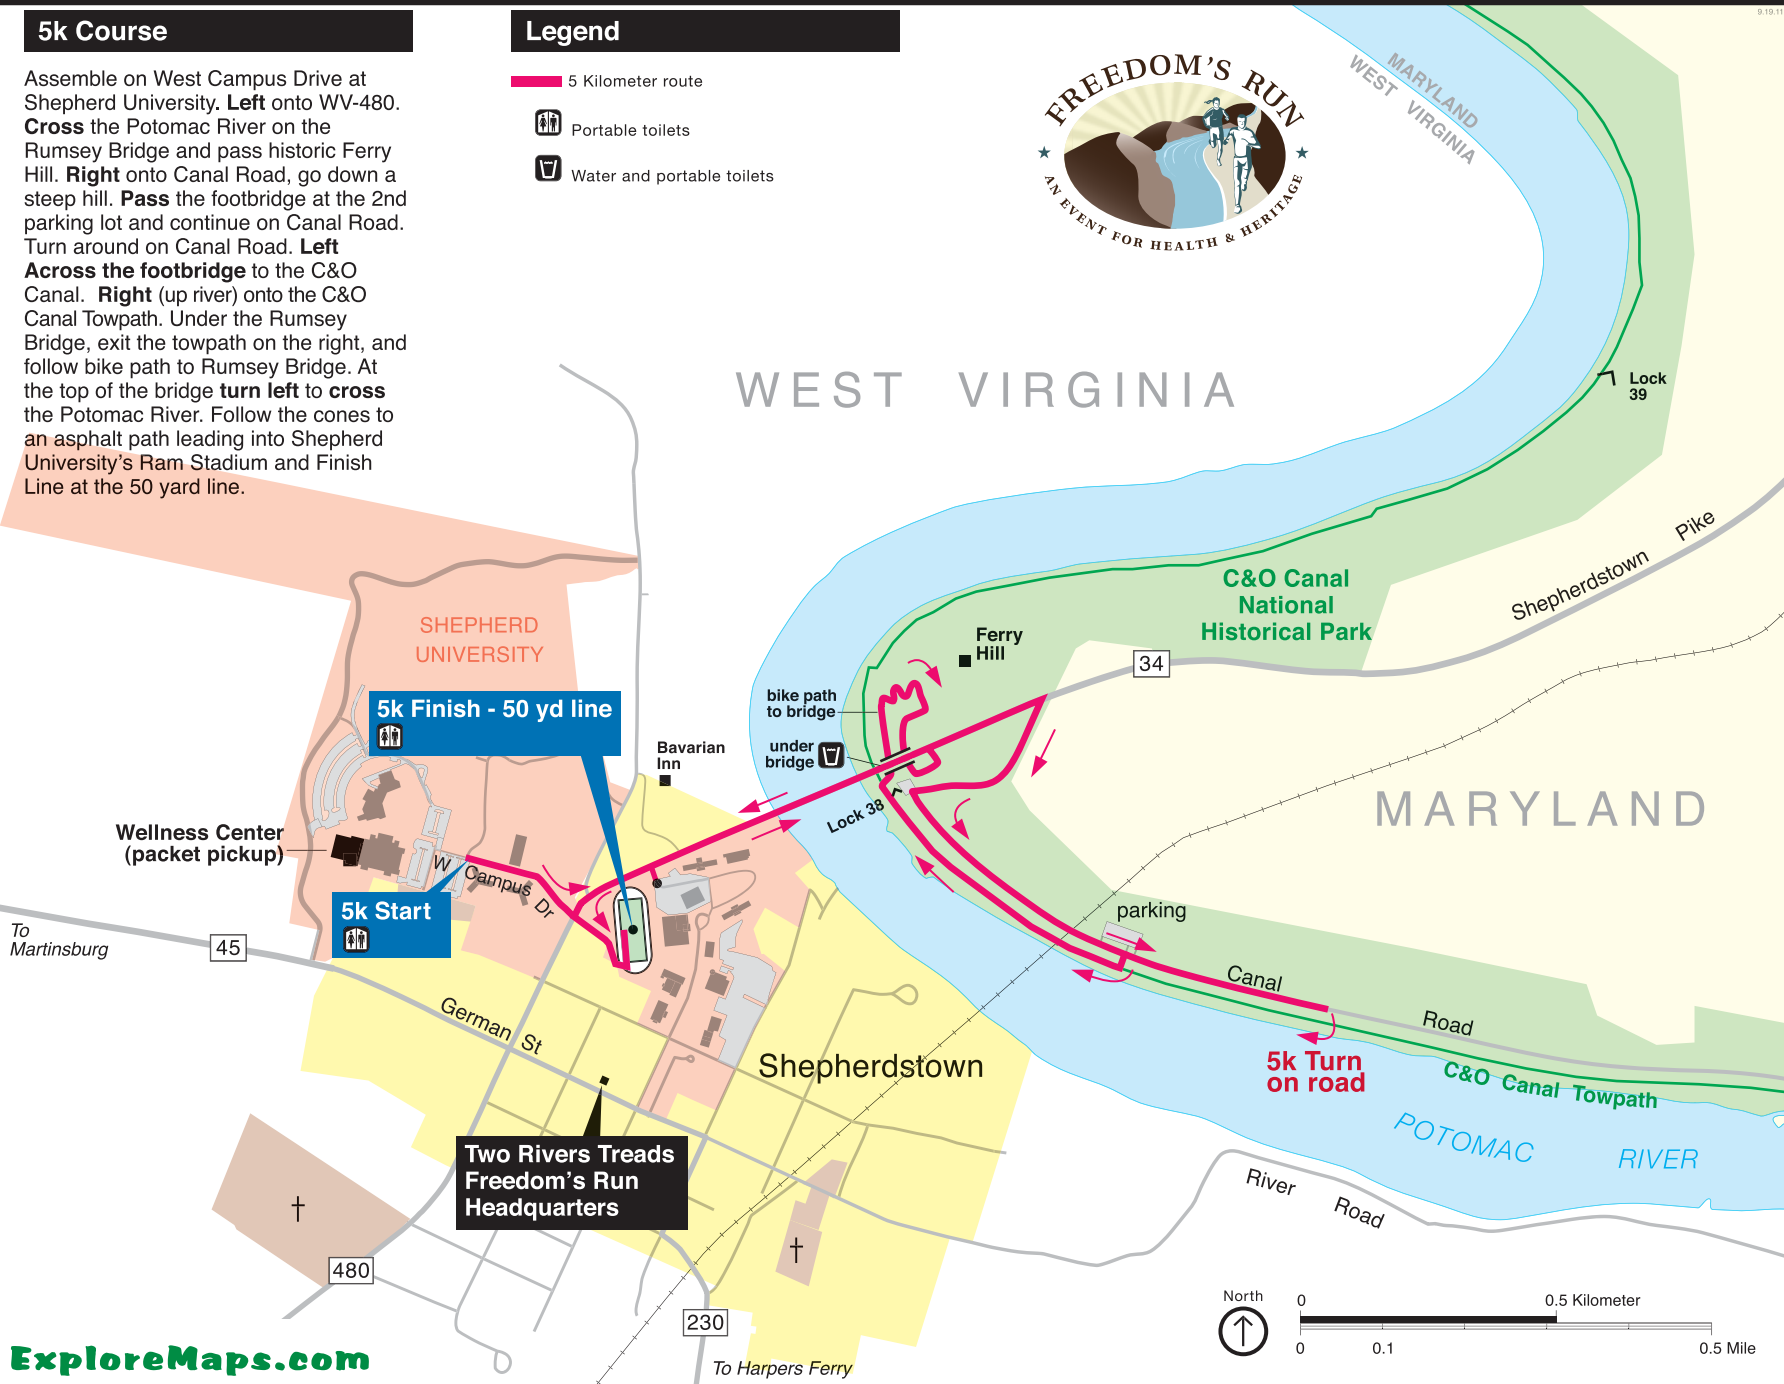 5k Course
Assemble on West Campus Drive at
Shepherd University. Left onto WV-480.
Cross the Potomac River on the
Rumsey Bridge and pass historic Ferry
Hill. Right onto Canal Road, go down a
steep hill. Pass the footbridge at the 2nd
parking lot and continue on Canal Road.
Turn around on Canal Road. Left
Across the footbridge to the C&O
Canal. Right (up river) onto the C&O
Canal Towpath. Under the Rumsey
Bridge, exit the towpath on the right, and
follow bike path to Rumsey Bridge. At
the top of the bridge turn left to cross
the Potomac River. Follow the cones to
an asphalt path leading into Shepherd
University's Ram Stadium and Finish
Line at the 50 yard line.
Legend
5 Kilometer route
Portable toilets
Water and portable toilets
FREEDOM'S RUN
AN EVENT FOR HEALTH & HERITAGE
9.19.11
MARYLAND
WEST VIRGINIA
WEST VIRGINIA
Lock
39
Shepherdstown Pike
C&O Canal
National
Historical Park
Ferry
Hill
34
SHEPHERD
UNIVERSITY
5k Finish - 50 yd line
bike path
to bridge
under
bridge
Bavarian
Inn
Lock 38
MARYLAND
Wellness Center
(packet pickup)
W Campus Dr
5k Start
To
Martinsburg
45
parking
Canal Road
German St
5k Turn
on road
C&O Canal Towpath
Shepherdstown
POTOMAC RIVER
Two Rivers Treads
Freedom's Run
Headquarters
River Road
480
230
To Harpers Ferry
North
0 0.5 Kilometer
0 0.1 0.5 Mile
ExploreMaps.com